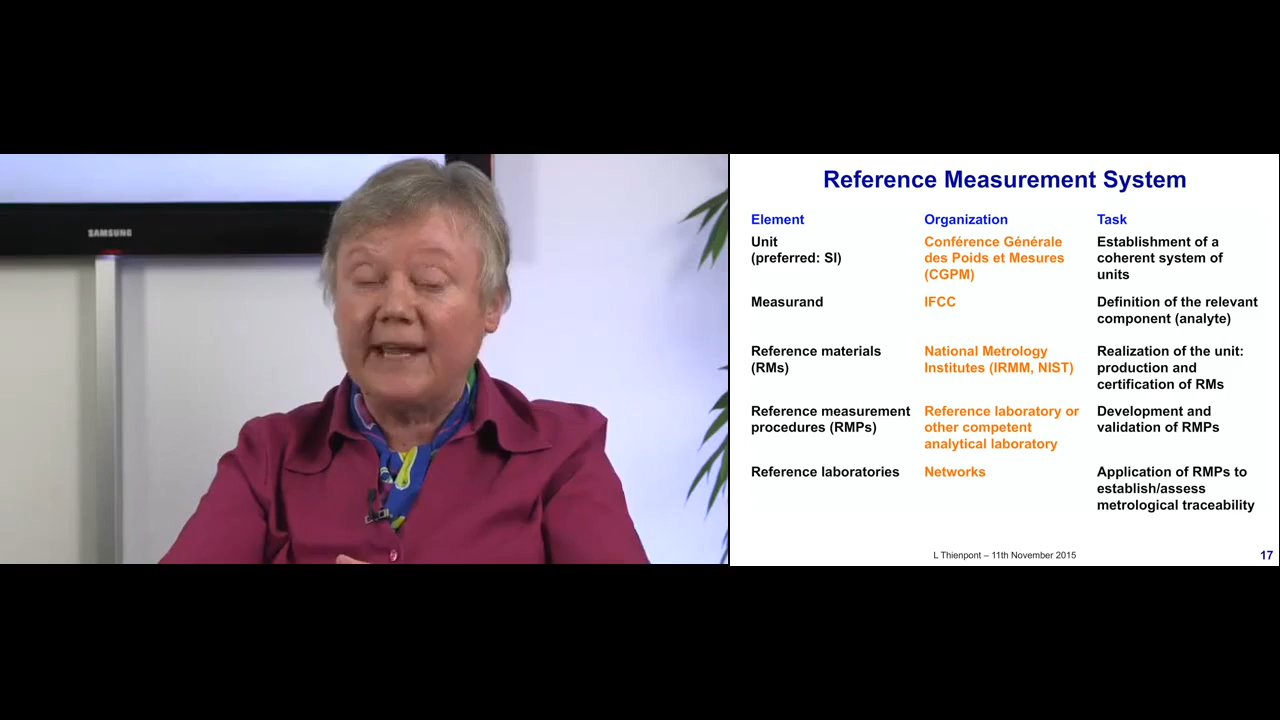 SAMSUNG
Reference Measurement System
Element Organization Task
Unit
(preferred: SI)
Conférence Générale
des Poids et Mesures
(CGPM)
Establishment of a
coherent system of
units
Measurand
IFCC
Definition of the relevant
component (analyte)
Reference materials
(RMs)
National Metrology
Institutes (IRMM, NIST)
Realization of the unit:
production and
certification of RMs
Reference measurement
procedures (RMPs)
Reference laboratory or
other competent
analytical laboratory
Development and
validation of RMPs
Reference laboratories
Networks
Application of RMPs to
establish/assess
metrological traceability
L Thienpont – 11th November 2015
17